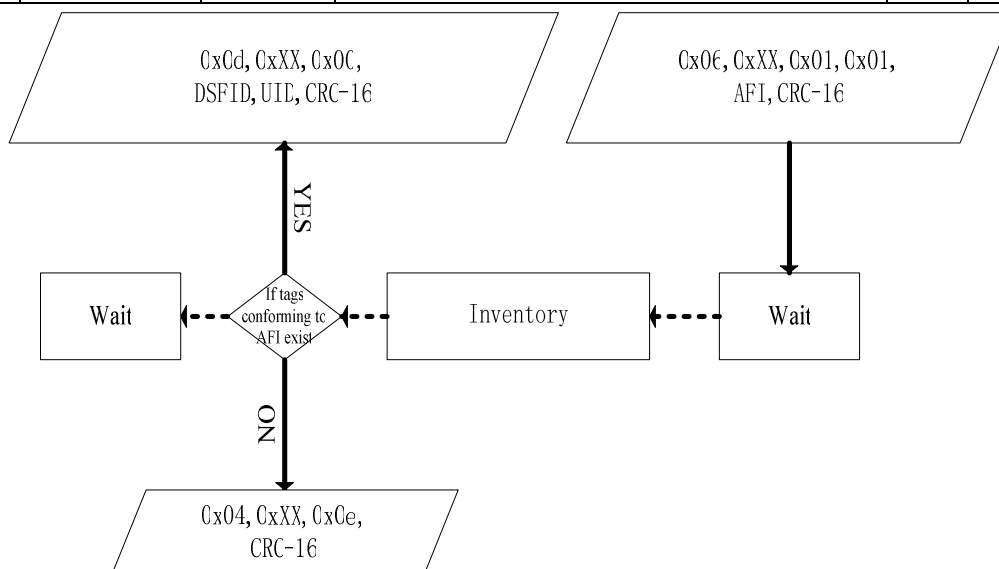 0x0d, 0xXX, 0x00,
DSFID, UID, CRC-16
0x06, 0xXX, 0x01, 0x01,
AFI, CRC-16
YES
Wait
If tags
conforming to
AFI exist
Inventory
Wait
ON
0x04, 0xXX, 0x0e,
CRC-16